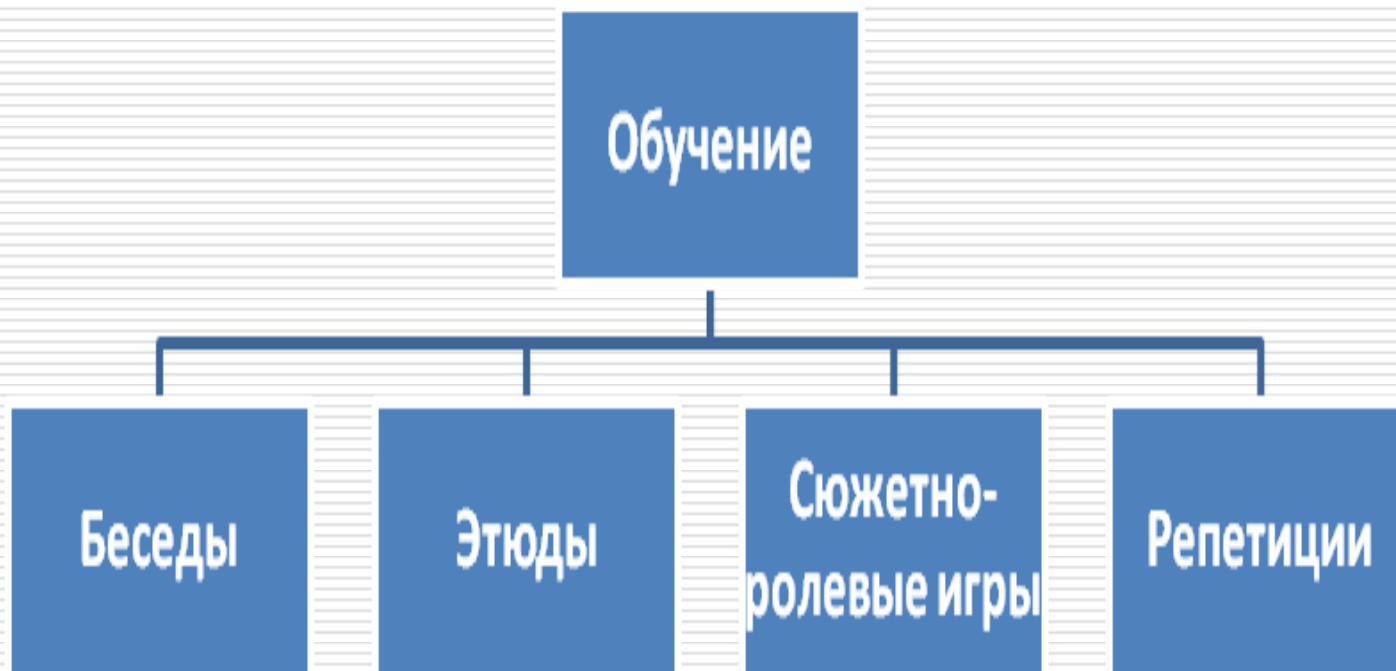 Обучение
Беседы
Этюды
Сюжетно-
ролевые игры
Репетиции